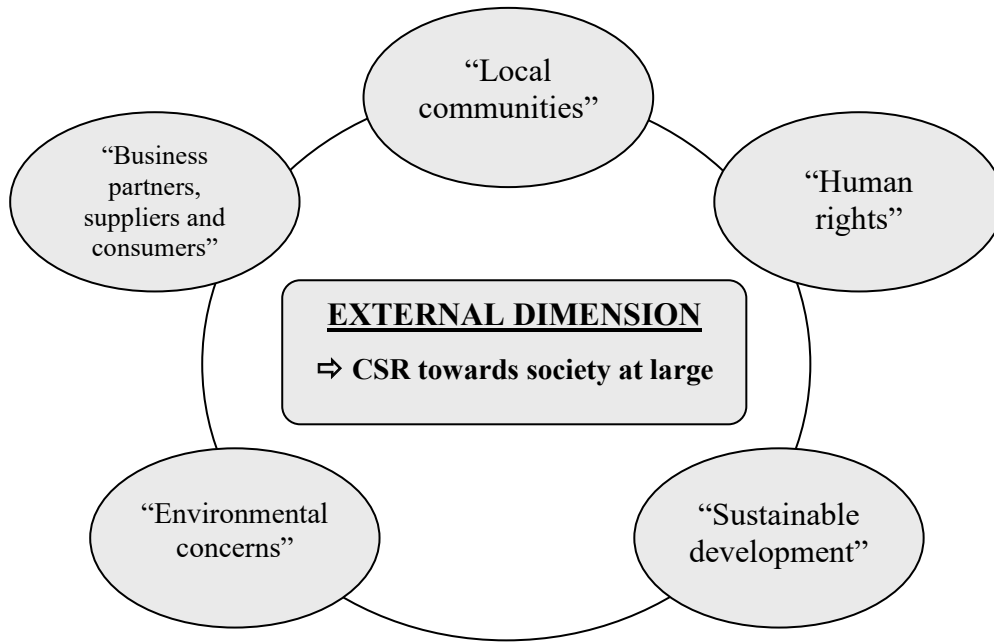 “Local
communities”
“Business
partners,
suppliers and
consumers”
“Human
rights”
EXTERNAL DIMENSION
⇨ CSR towards society at large
“Environmental
concerns”
“Sustainable
development”